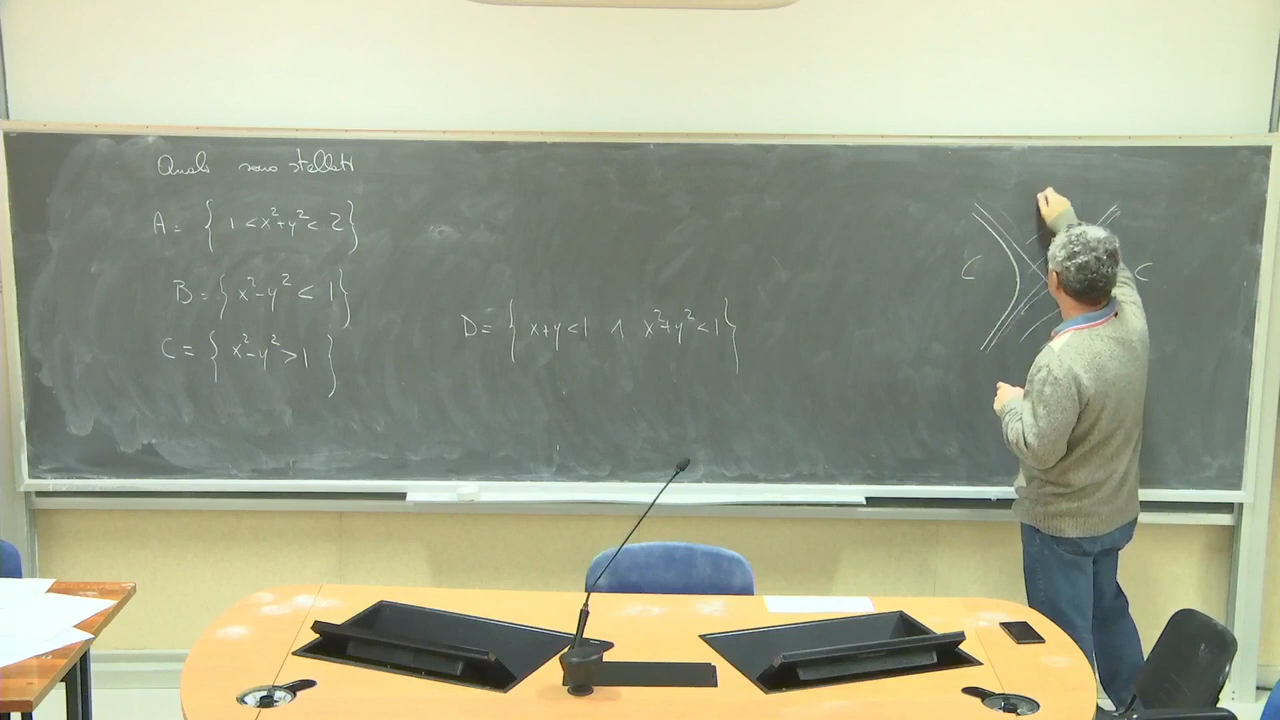 Quali sono stellati
A = { 1 < x² + y² < 2 }
B = { x² - y² < 1 }
C = { x² - y² > 1 }
D = { x + y < 1 ∧ x² + y² < 1 }
C C